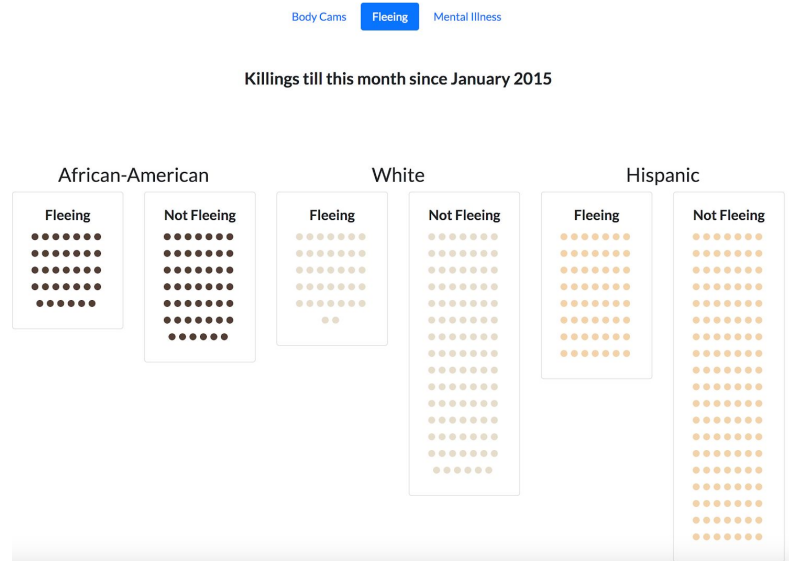 Body Cams Fleeing Mental Illness
Killings till this month since January 2015
African-American White Hispanic
Fleeing Not Fleeing Fleeing Not Fleeing Fleeing Not Fleeing